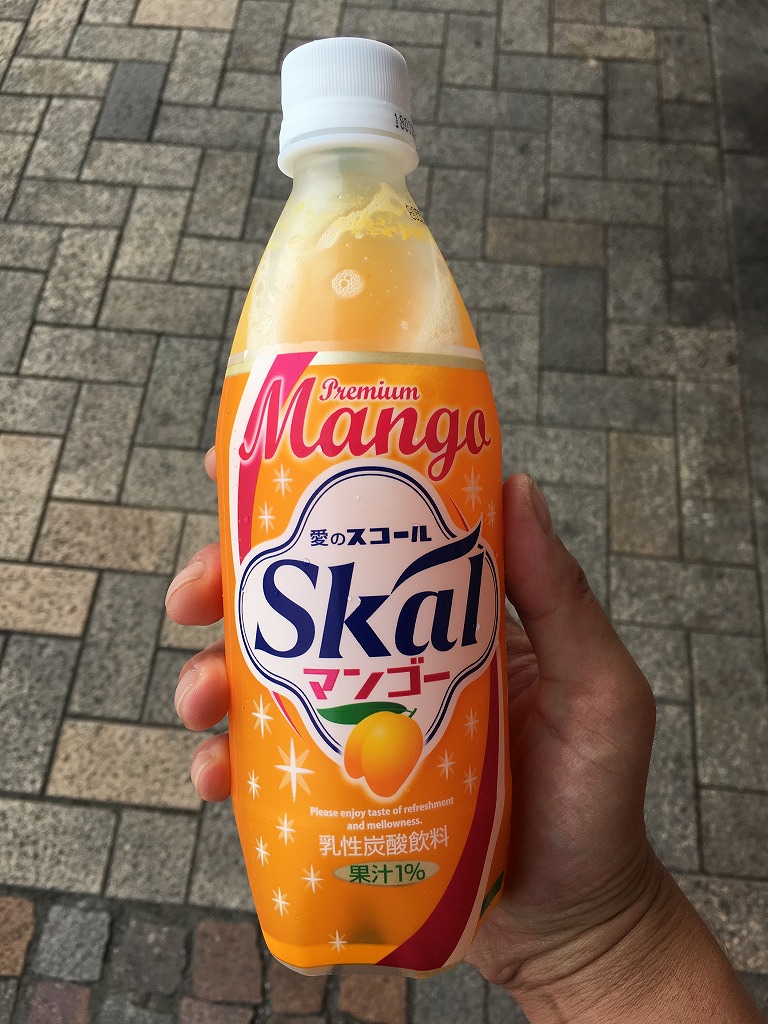 Premium
Mango
愛のスコール
Skal
マンゴー
Please enjoy taste of refreshment
and mellowness.
乳性炭酸飲料
果汁1%